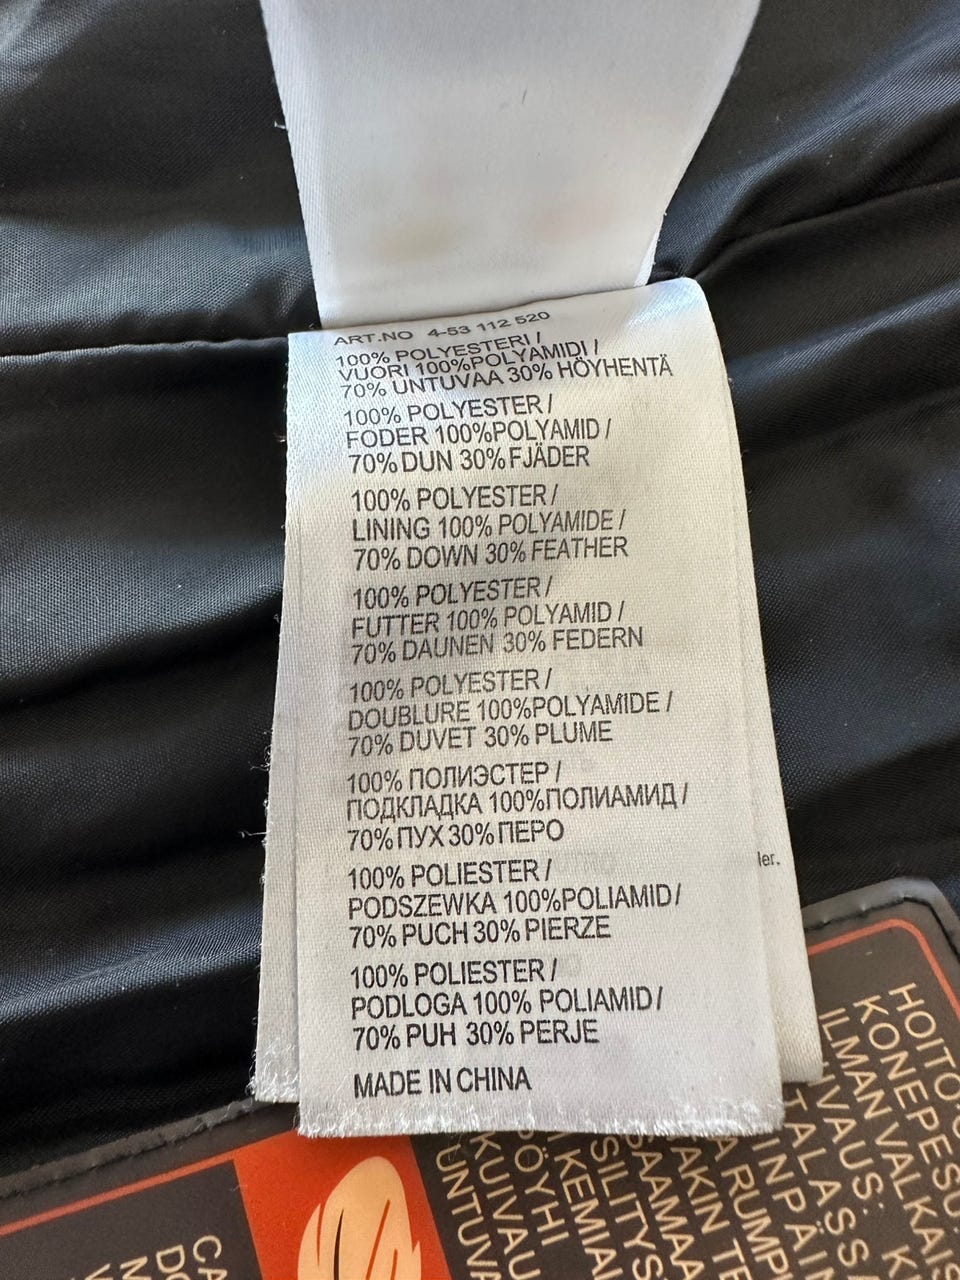 ART.NO 4-53 112 520
100% POLYESTERI /
VUORI 100%POLYAMIDI /
70% UNTUVAA 30% HÖYHENTÄ
100% POLYESTER /
FODER 100%POLYAMID /
70% DUN 30% FJÄDER
100% POLYESTER /
LINING 100% POLYAMIDE /
70% DOWN 30% FEATHER
100% POLYESTER /
FUTTER 100% POLYAMID /
70% DAUNEN 30% FEDERN
100% POLYESTER /
DOUBLURE 100%POLYAMIDE /
70% DUVET 30% PLUME
100% ПОЛИЭСТЕР /
ПОДКЛАДКА 100%ПОЛИАМИД /
70% ПУХ 30% ПЕРО
100% POLIESTER /
PODSZEWKA 100%POLIAMID /
70% PUCH 30% PIERZE
100% POLIESTER /
PODLOGA 100% POLIAMID /
70% PUH 30% PERJE
MADE IN CHINA
ler.
HOITO
KONEPESU
ILMAN VALKAIS